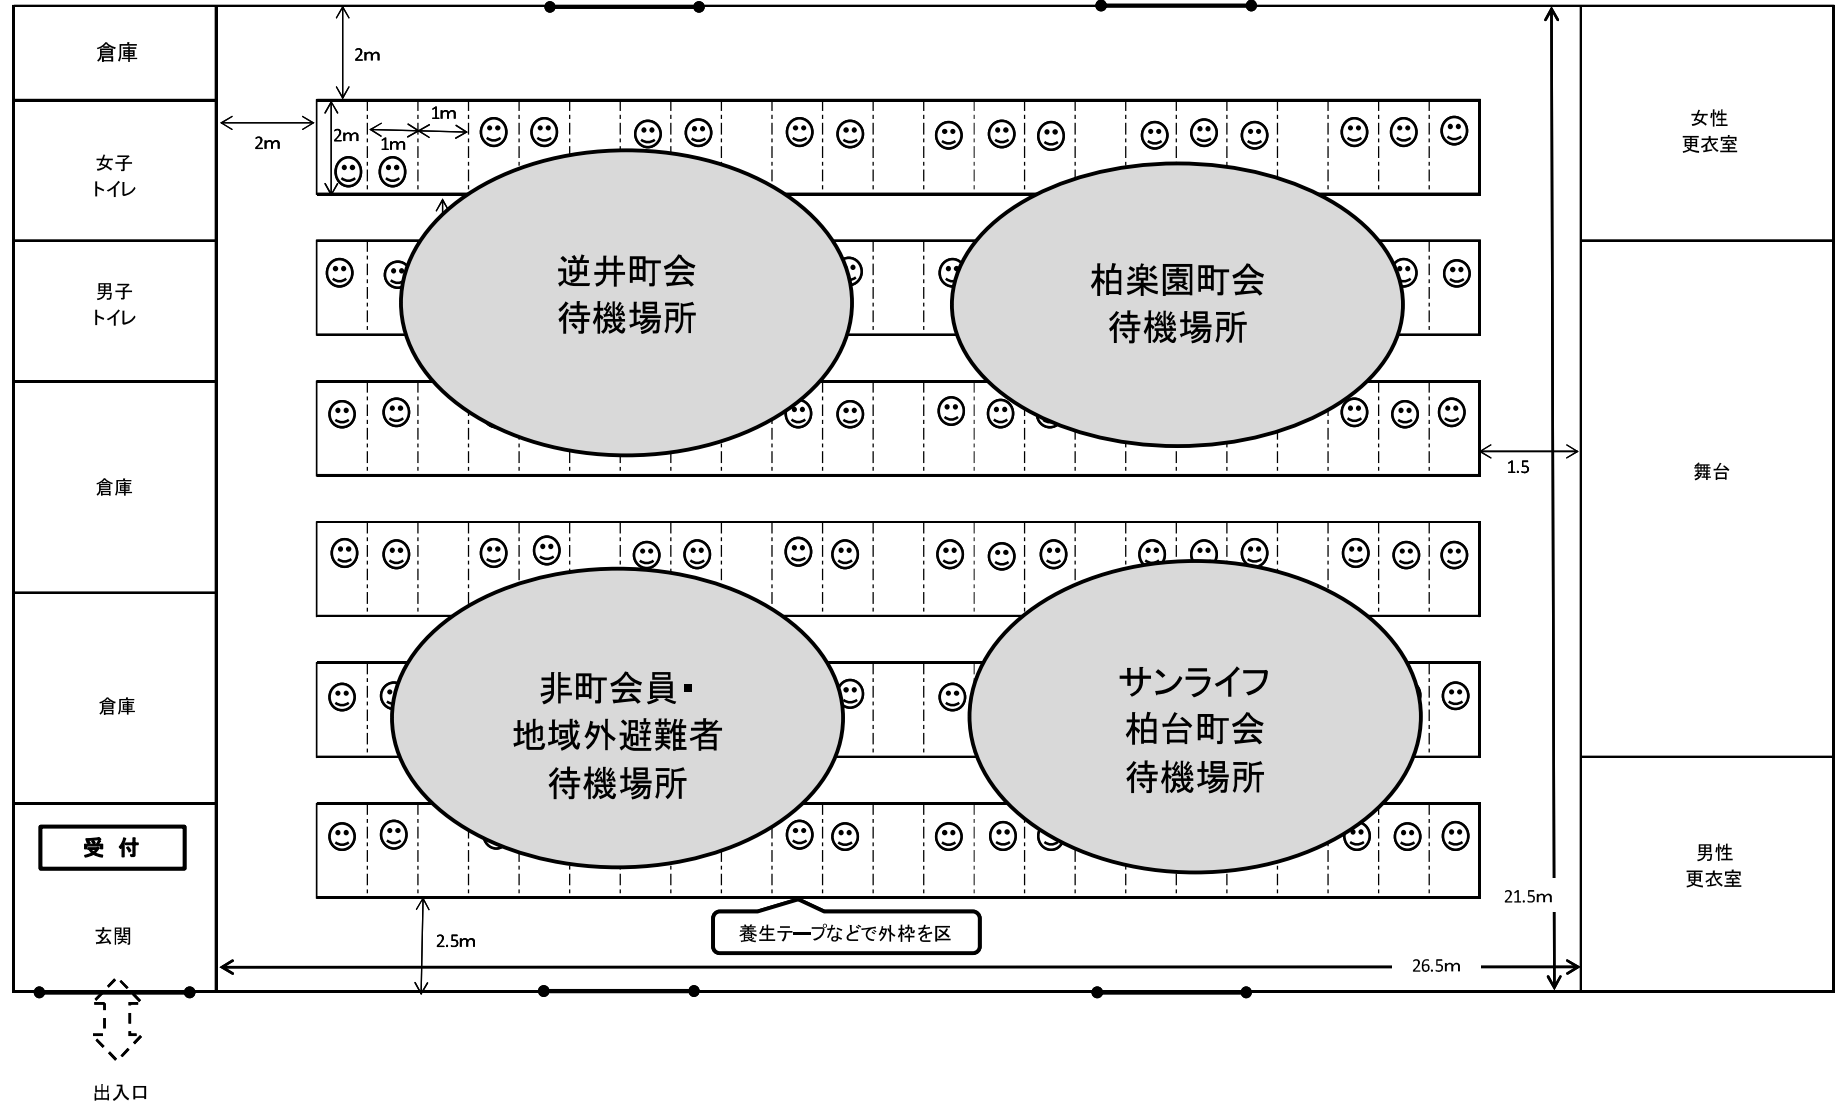 倉庫
女子
トイレ
男子
トイレ
倉庫
倉庫
受 付
玄関
出入口
2m
2m
2m
1m
1m
逆井町会
待機場所
柏楽園町会
待機場所
非町会員・
地域外避難者
待機場所
サンライフ
柏台町会
待機場所
1.5
2.5m
養生テープなどで外枠を区
21.5m
26.5m
女性
更衣室
舞台
男性
更衣室